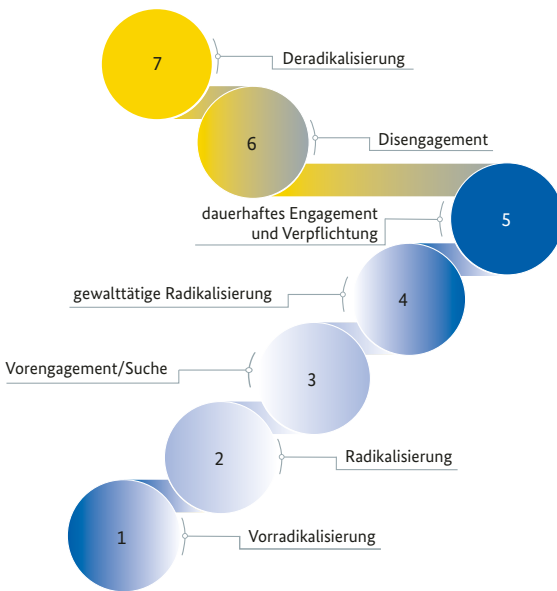 7
Deradikalisierung
6
Disengagement
dauerhaftes Engagement
und Verpflichtung
5
gewalttätige Radikalisierung
4
Vorengagement/Suche
3
2
Radikalisierung
1
Vorradikalisierung